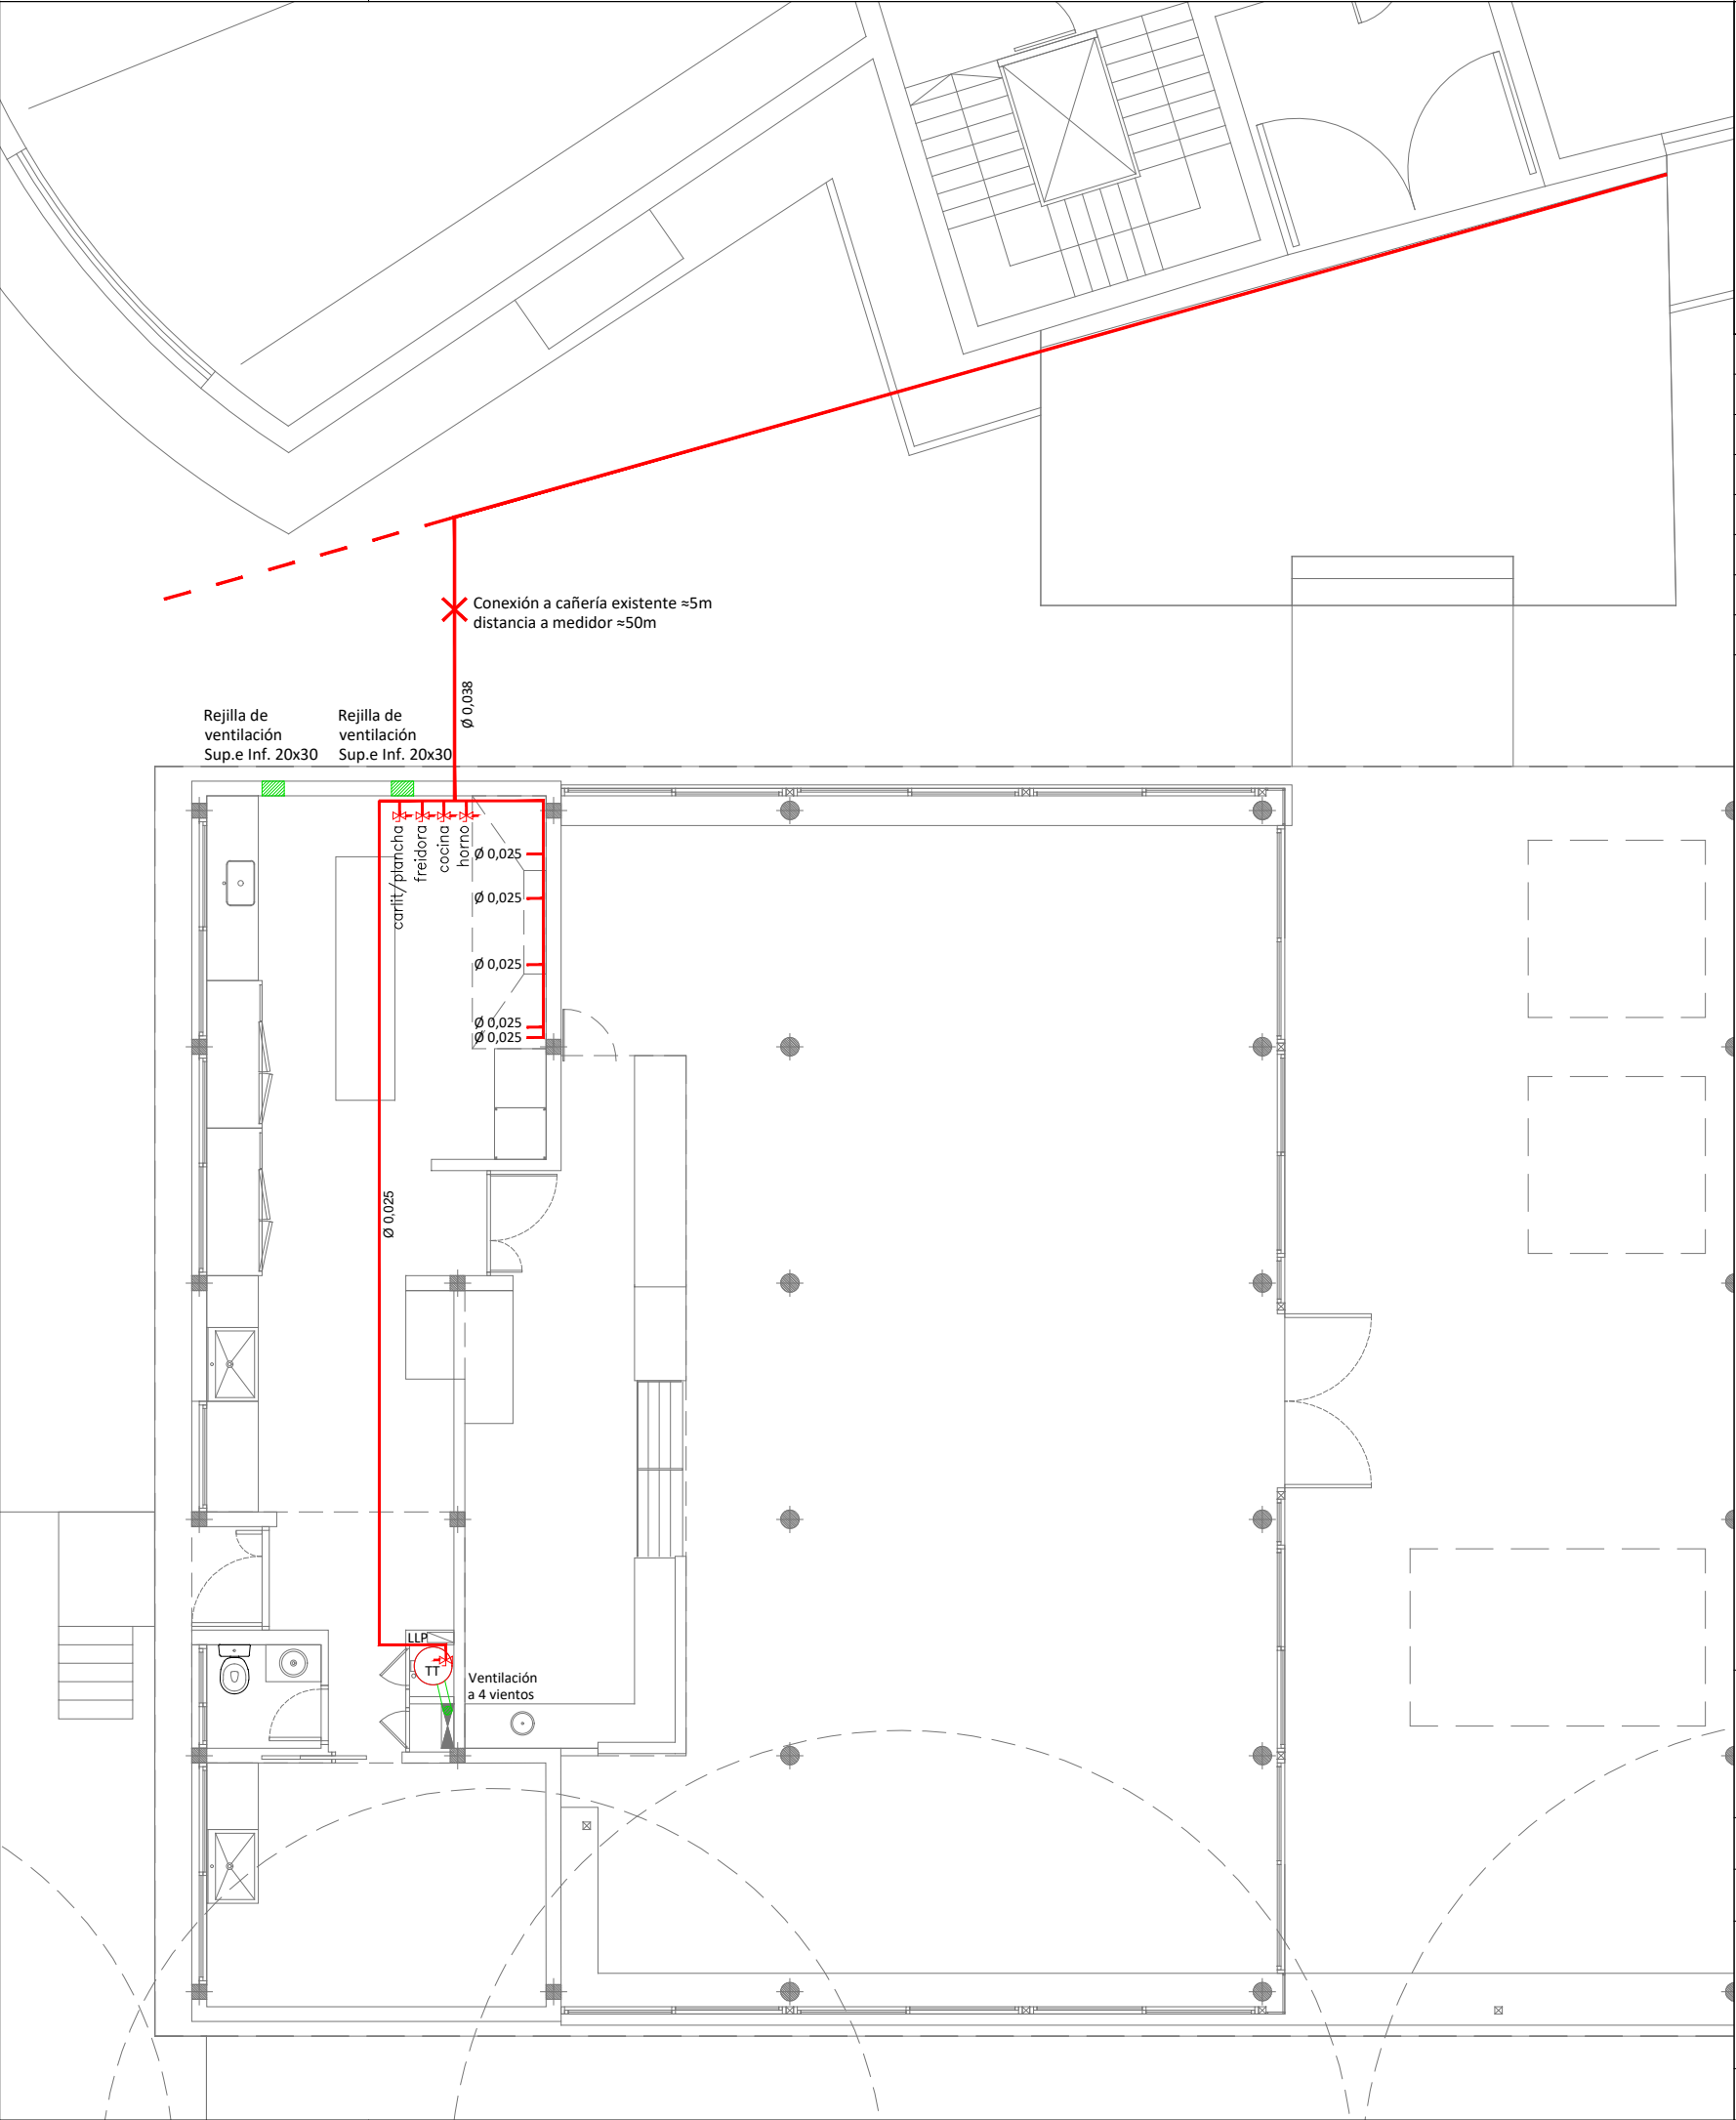 Conexión a cañería existente ≈5m
distancia a medidor ≈50m
Ø 0,038
Rejilla de
ventilación
Sup.e Inf. 20x30
Rejilla de
ventilación
Sup.e Inf. 20x30
carlit/plancha
freidora
cocina
horno
Ø 0,025
Ø 0,025
Ø 0,025
Ø 0,025
Ø 0,025
Ø 0,025
LLP
TT
Ventilación
a 4 vientos